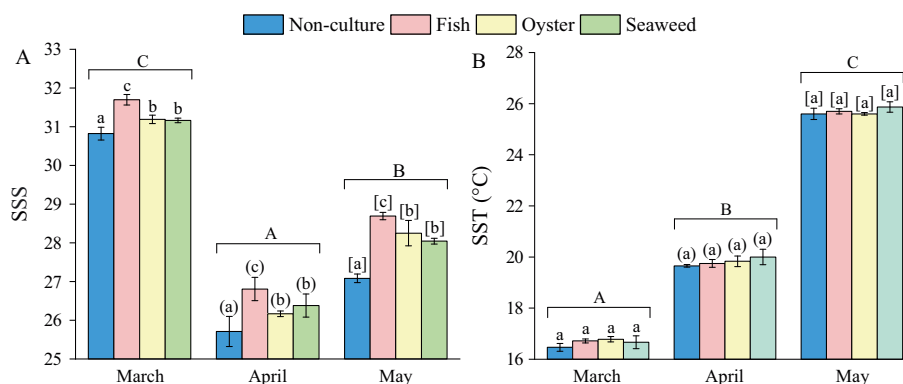 Non-culture Fish Oyster Seaweed
A
33
32
31
30
29
28
27
26
25
SSS
C
a c b b
A
(a) (c) (b) (b)
B
[a] [c] [b] [b]
March April May
B
28
26
24
22
20
18
16
SST (°C)
A
a a a a
B
(a) (a) (a) (a)
C
[a] [a] [a] [a]
March April May